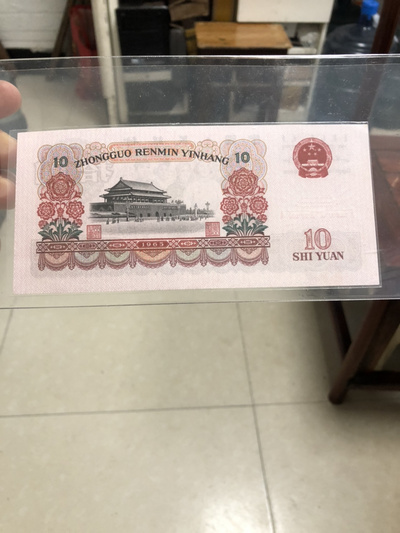 10 ZHONGGUO RENMIN YINHANG 10
1965
10
SHI YUAN